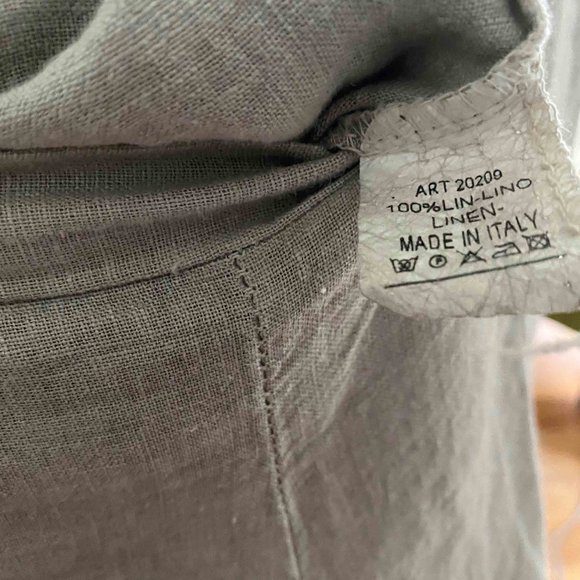 ART 20209
100%LIN-LINO
LINEN-
MADE IN ITALY